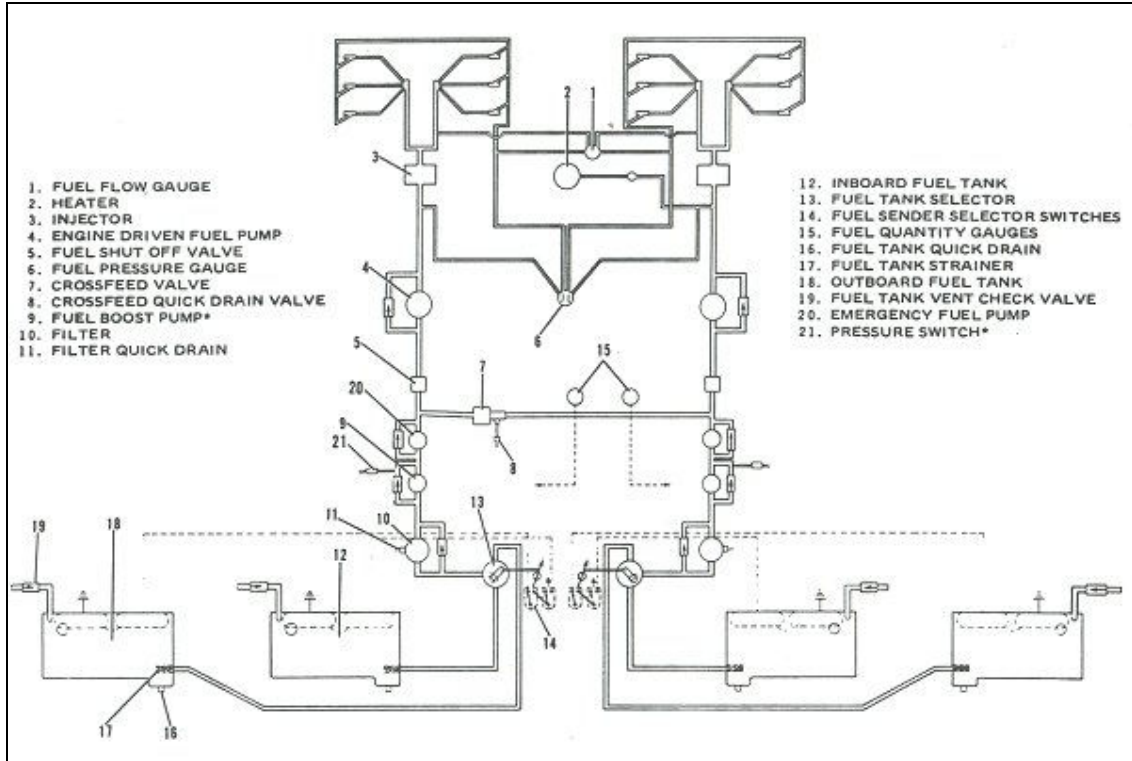 1. FUEL FLOW GAUGE
2. HEATER
3. INJECTOR
4. ENGINE DRIVEN FUEL PUMP
5. FUEL SHUT OFF VALVE
6. FUEL PRESSURE GAUGE
7. CROSSFEED VALVE
8. CROSSFEED QUICK DRAIN VALVE
9. FUEL BOOST PUMP*
10. FILTER
11. FILTER QUICK DRAIN
12. INBOARD FUEL TANK
13. FUEL TANK SELECTOR
14. FUEL SENDER SELECTOR SWITCHES
15. FUEL QUANTITY GAUGES
16. FUEL TANK QUICK DRAIN
17. FUEL TANK STRAINER
18. OUTBOARD FUEL TANK
19. FUEL TANK VENT CHECK VALVE
20. EMERGENCY FUEL PUMP
21. PRESSURE SWITCH*
2 1
3
4
6
5
7
15
20
9
21
8
13
11 10
19 18
12
14
17 16